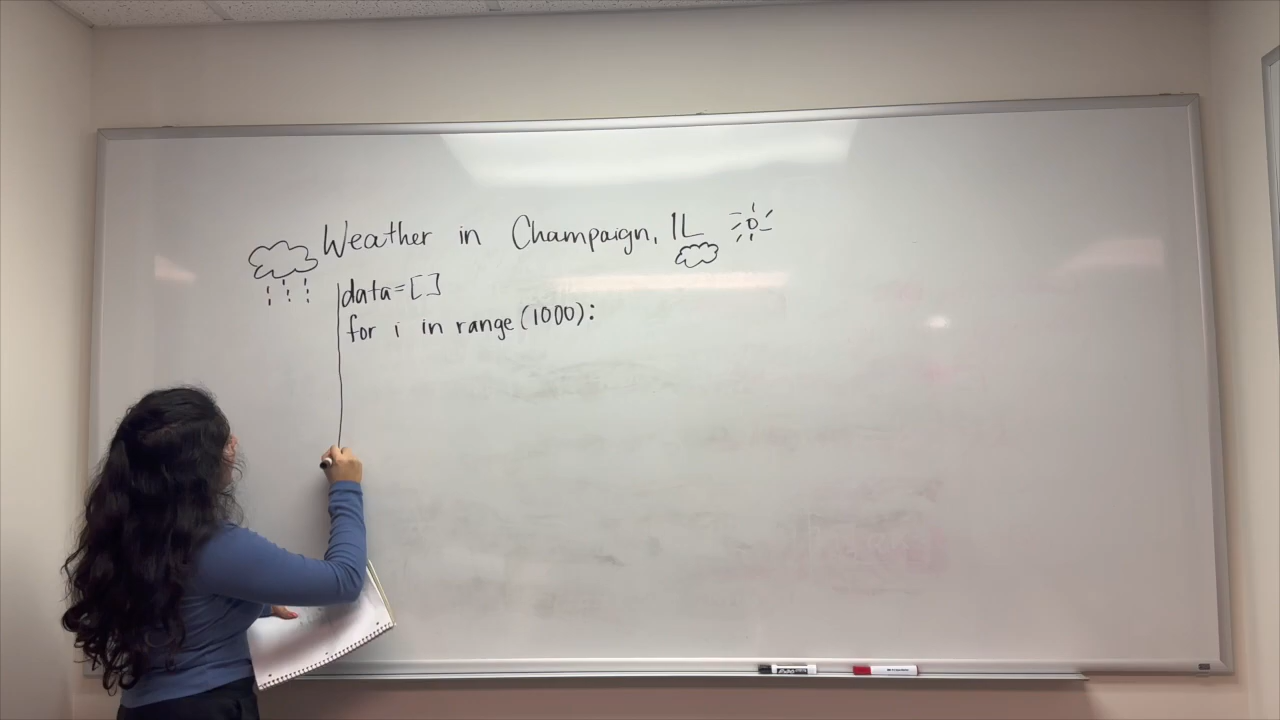 Weather in Champaign, IL
data=[]
for i in range(1000):